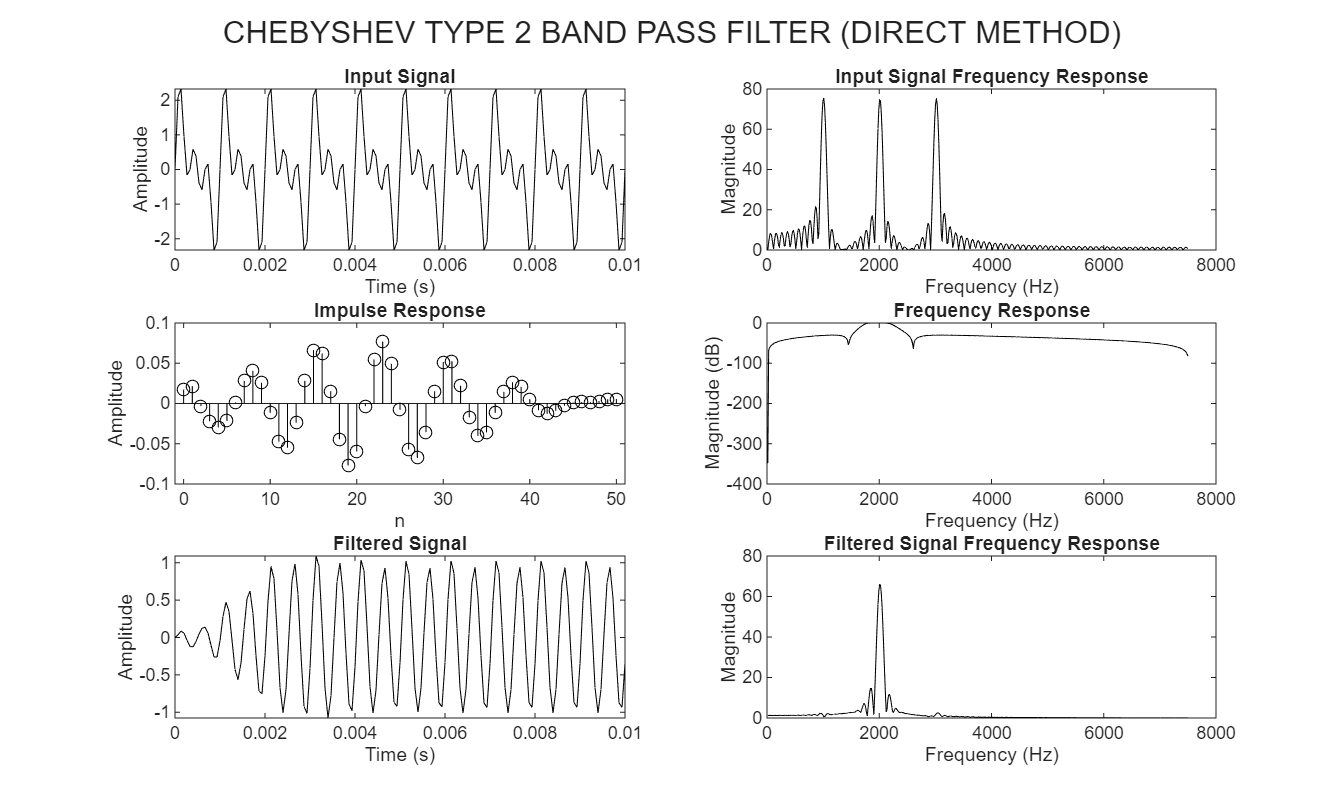 CHEBYSHEV TYPE 2 BAND PASS FILTER (DIRECT METHOD)
Input Signal
2
1
0
-1
-2
Amplitude
0 0.002 0.004 0.006 0.008 0.01
Time (s)
Input Signal Frequency Response
80
60
40
20
0
Magnitude
0 2000 4000 6000 8000
Frequency (Hz)
Impulse Response
0.1
0.05
0
-0.05
-0.1
Amplitude
0 10 20 30 40 50
n
Frequency Response
0
-100
-200
-300
-400
Magnitude (dB)
0 2000 4000 6000 8000
Frequency (Hz)
Filtered Signal
1
0.5
0
-0.5
-1
Amplitude
0 0.002 0.004 0.006 0.008 0.01
Time (s)
Filtered Signal Frequency Response
80
60
40
20
0
Magnitude
0 2000 4000 6000 8000
Frequency (Hz)